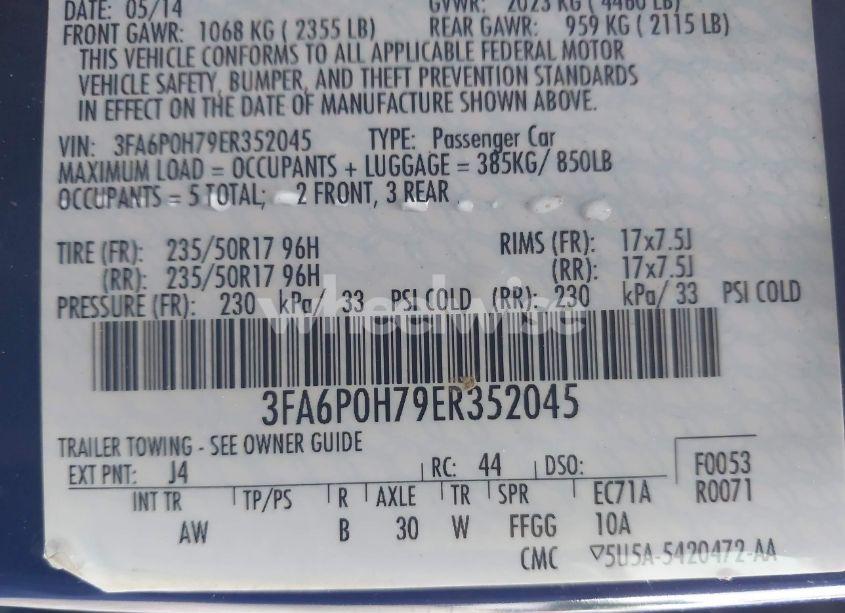 DATE: 05/14 GVWR: 2023 KG ( 4460 LB)
FRONT GAWR: 1068 KG ( 2355 LB) REAR GAWR: 959 KG ( 2115 LB)
THIS VEHICLE CONFORMS TO ALL APPLICABLE FEDERAL MOTOR
VEHICLE SAFETY, BUMPER, AND THEFT PREVENTION STANDARDS
IN EFFECT ON THE DATE OF MANUFACTURE SHOWN ABOVE.
VIN: 3FA6P0H79ER352045 TYPE: Passenger Car
MAXIMUM LOAD = OCCUPANTS + LUGGAGE = 385KG/ 850LB
OCCUPANTS = 5 TOTAL; 2 FRONT, 3 REAR
TIRE (FR): 235/50R17 96H RIMS (FR): 17x7.5J
(RR): 235/50R17 96H (RR): 17x7.5J
PRESSURE (FR): 230 kPa/ 33 PSI COLD (RR): 230 kPa/ 33 PSI COLD
wheelwise
3FA6P0H79ER352045
TRAILER TOWING - SEE OWNER GUIDE
EXT PNT: J4 RC: 44 DSO: F0053
INT TR TP/PS R AXLE TR SPR EC71A R0071
AW B 30 W FFGG 10A
CMC ▽5U5A-5420472-AA